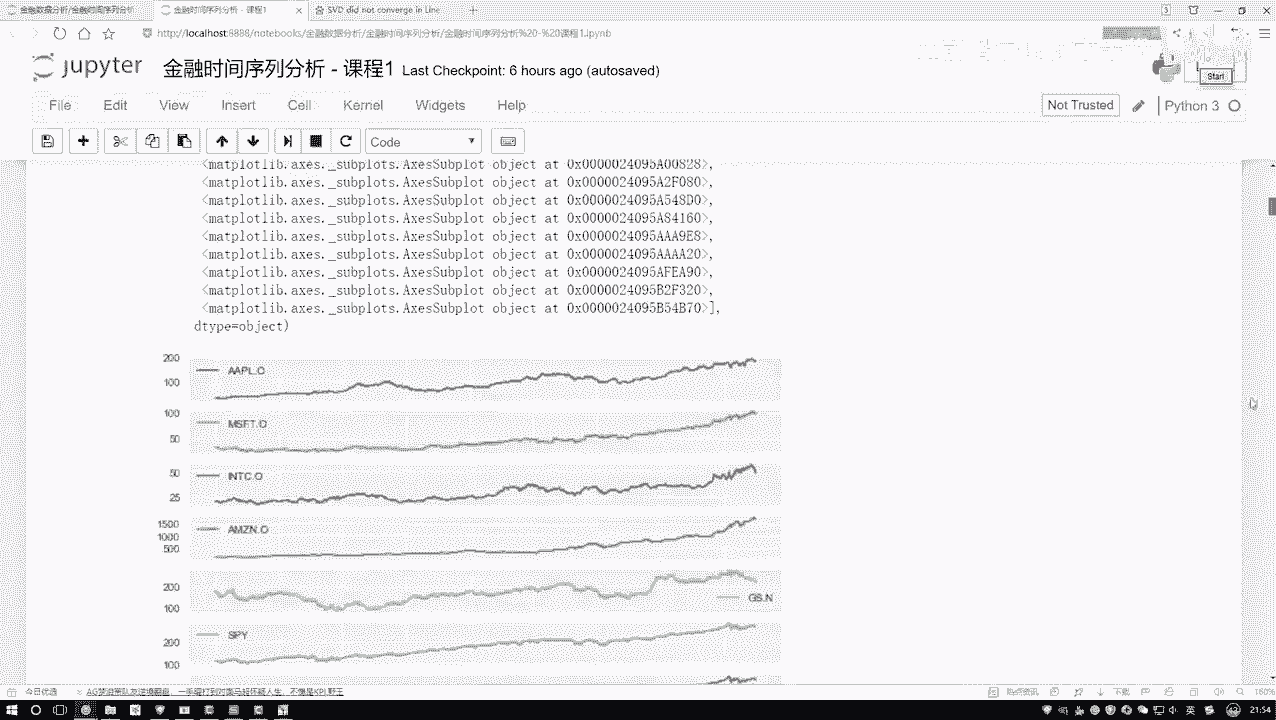 金融数据分析/金融时间序列分析
金融时间序列分析 - 课程1
SVD did not converge in Line
http://localhost:8888/notebooks/金融数据分析/金融时间序列分析/金融时间序列分析%20-%20课程1.ipynb
jupyter 金融时间序列分析 - 课程1 Last Checkpoint: 6 hours ago (autosaved)
Start
File Edit View Insert Cell Kernel Widgets Help
Not Trusted
Python 3
Code
<matplotlib.axes._subplots.AxesSubplot object at 0x0000024095A00828>,
<matplotlib.axes._subplots.AxesSubplot object at 0x0000024095A2F080>,
<matplotlib.axes._subplots.AxesSubplot object at 0x0000024095A548D0>,
<matplotlib.axes._subplots.AxesSubplot object at 0x0000024095A84160>,
<matplotlib.axes._subplots.AxesSubplot object at 0x0000024095AAA9E8>,
<matplotlib.axes._subplots.AxesSubplot object at 0x0000024095AAAA20>,
<matplotlib.axes._subplots.AxesSubplot object at 0x0000024095AFEA90>,
<matplotlib.axes._subplots.AxesSubplot object at 0x0000024095B2F320>,
<matplotlib.axes._subplots.AxesSubplot object at 0x0000024095B54B70>],
dtype=object)
200
AAPL.O
100
100
MSFT.O
50
50
INTC.O
25
1500
AMZN.O
1000
500
200
GS.N
100
SPY
200
100
今日优选
下载
160%
英
21:54